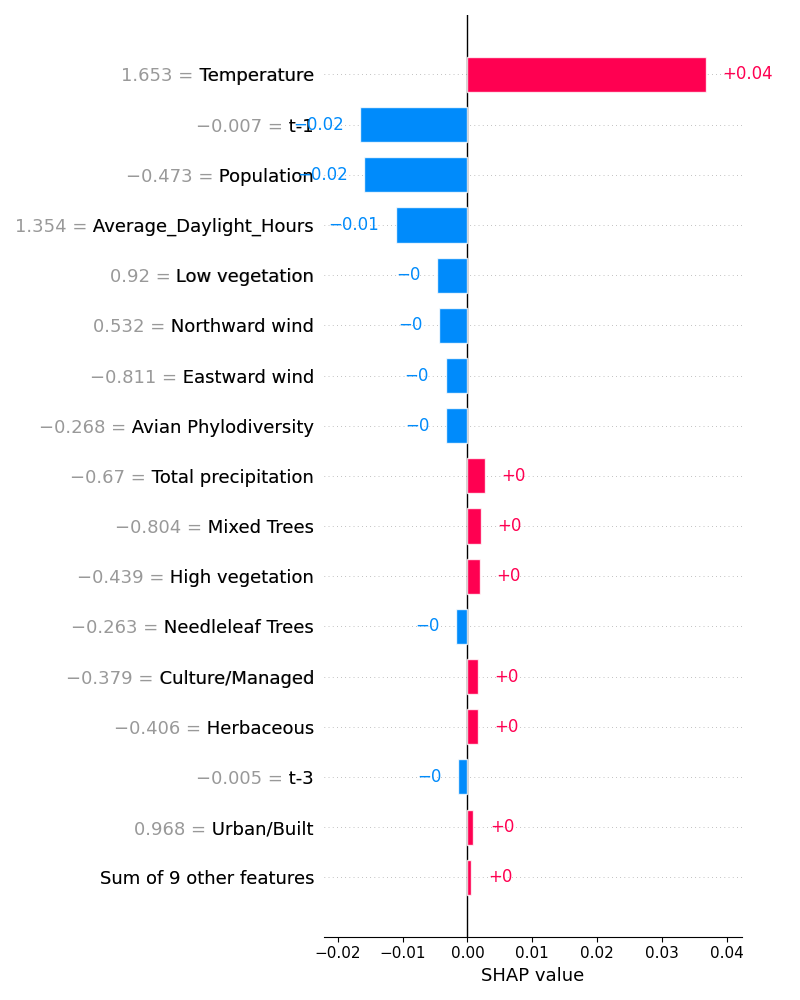 1.653 = Temperature +0.04
−0.007 = t-1 −0.02
−0.473 = Population −0.02
1.354 = Average_Daylight_Hours −0.01
0.92 = Low vegetation −0
0.532 = Northward wind −0
−0.811 = Eastward wind −0
−0.268 = Avian Phylodiversity −0
−0.67 = Total precipitation +0
−0.804 = Mixed Trees +0
−0.439 = High vegetation +0
−0.263 = Needleleaf Trees −0
−0.379 = Culture/Managed +0
−0.406 = Herbaceous +0
−0.005 = t-3 −0
0.968 = Urban/Built +0
Sum of 9 other features +0
−0.02 −0.01 0.00 0.01 0.02 0.03 0.04
SHAP value